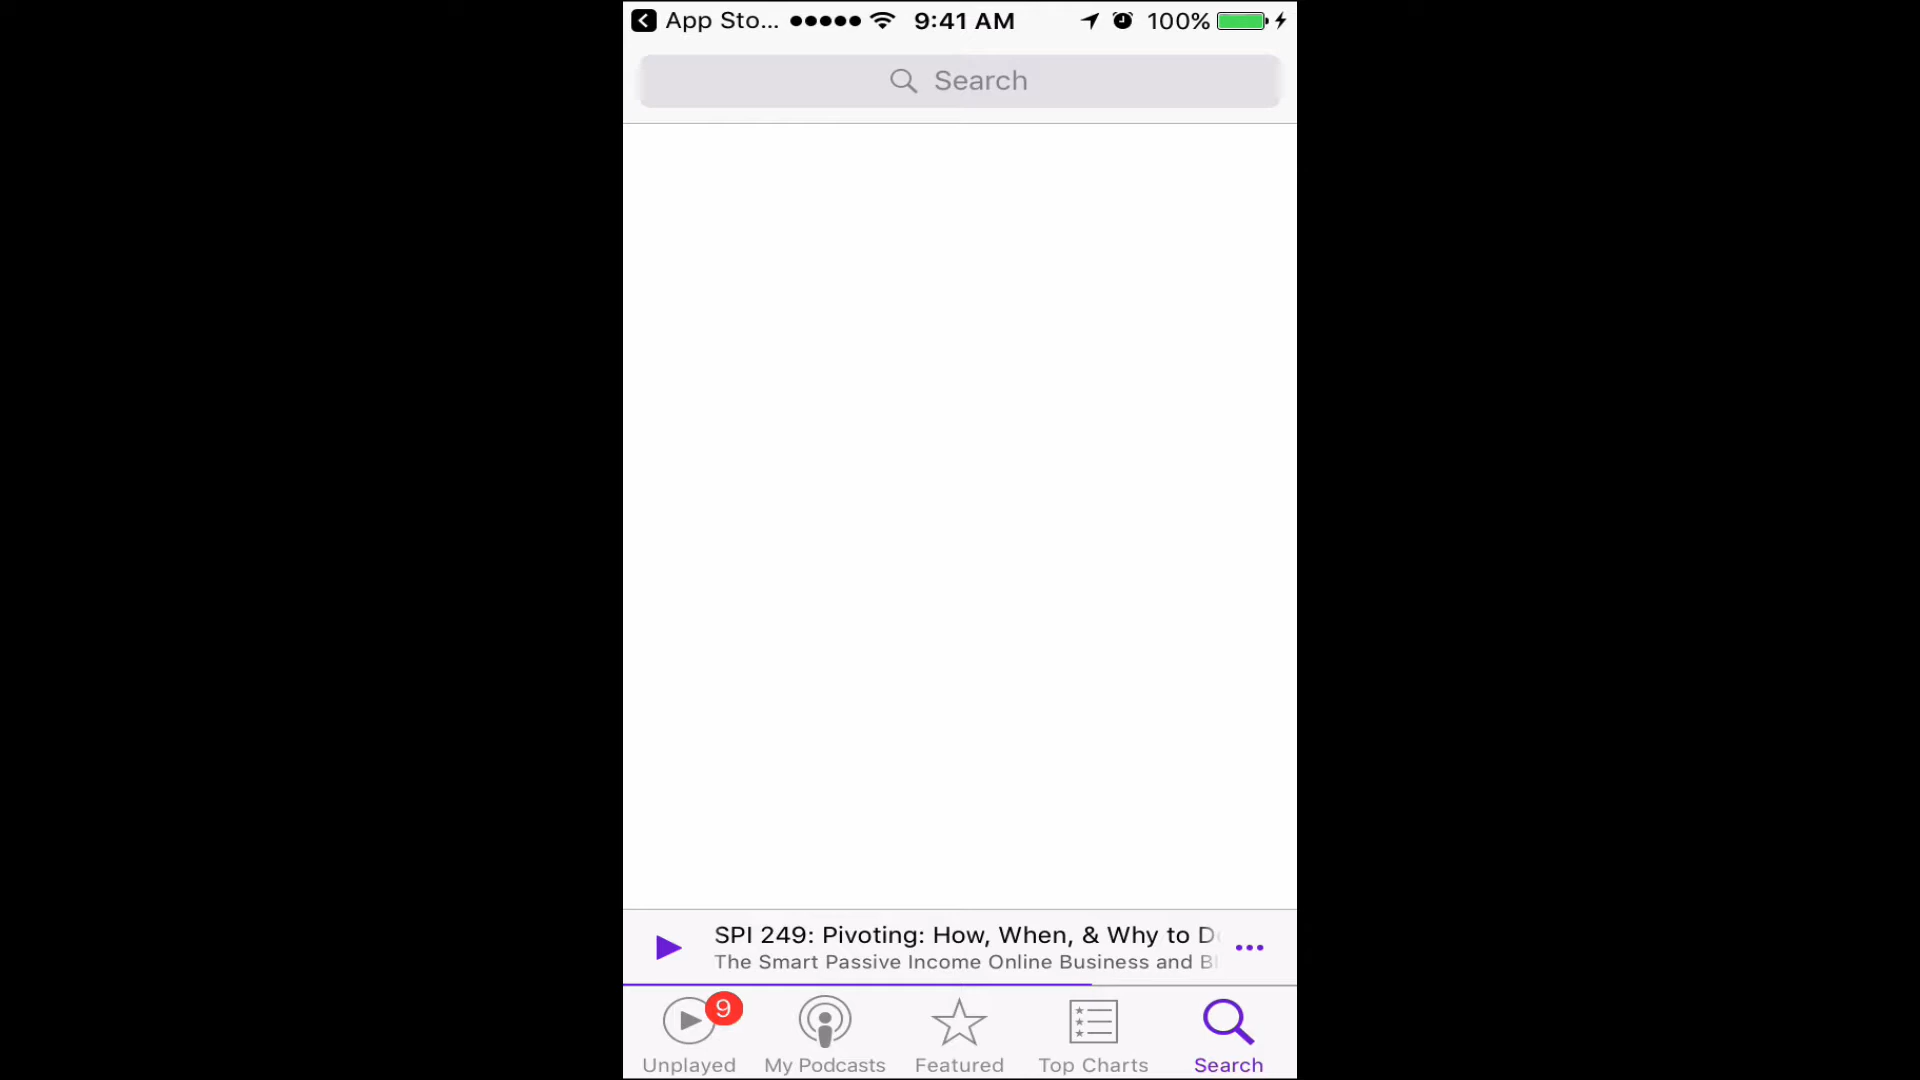 App Sto... 9:41 AM 100%
Search
SPI 249: Pivoting: How, When, & Why to D
The Smart Passive Income Online Business and Bl
9
Unplayed My Podcasts Featured Top Charts Search